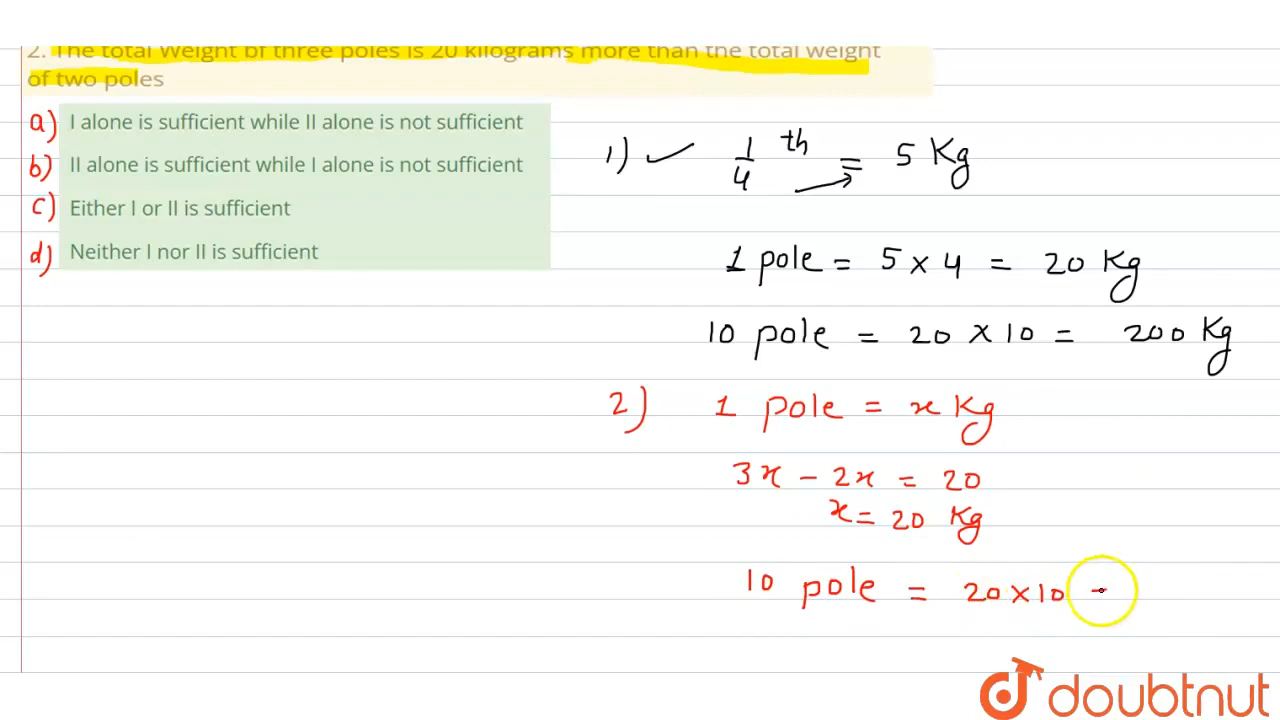 2. The total Weight bf three poles is 20 kilograms more than the total weight
of two poles
a) I alone is sufficient while II alone is not sufficient
b) II alone is sufficient while I alone is not sufficient
c) Either I or II is sufficient
d) Neither I nor II is sufficient
1) ✓ 1/4 th = 5 Kg
1 pole = 5 × 4 = 20 Kg
10 pole = 20 × 10 = 200 Kg
2) 1 pole = x Kg
3x - 2x = 20
x = 20 Kg
10 pole = 20 × 10 -
doubtnut